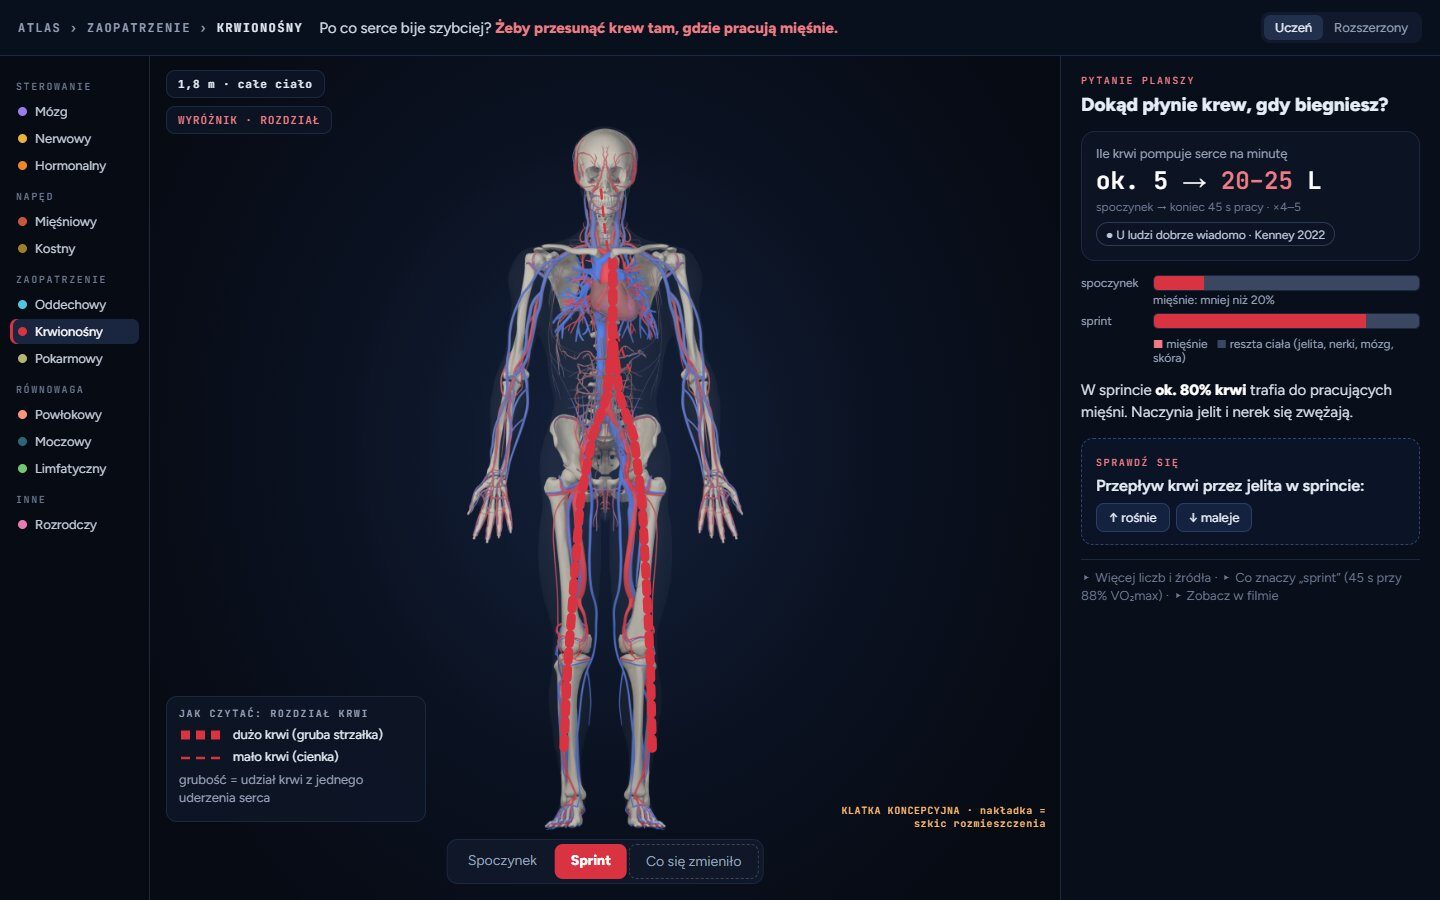 ATLAS › ZAOPATRZENIE › KRWIONOŚNY
Po co serce bije szybciej? Żeby przesunąć krew tam, gdzie pracują mięśnie.
Uczeń
Rozszerzony
STEROWANIE
Mózg
Nerwowy
Hormonalny
NAPĘD
Mięśniowy
Kostny
ZAOPATRZENIE
Oddechowy
Krwionośny
Pokarmowy
RÓWNOWAGA
Powłokowy
Moczowy
Limfatyczny
INNE
Rozrodczy
1,8 m · całe ciało
WYRÓŻNIK · ROZDZIAŁ
JAK CZYTAĆ: ROZDZIAŁ KRWI
dużo krwi (gruba strzałka)
mało krwi (cienka)
grubość = udział krwi z jednego
uderzenia serca
KLATKA KONCEPCYJNA · nakładka =
szkic rozmieszczenia
Spoczynek
Sprint
Co się zmieniło
PYTANIE PLANSZY
Dokąd płynie krew, gdy biegniesz?
Ile krwi pompuje serce na minutę
ok. 5 → 20–25 L
spoczynek → koniec 45 s pracy · ×4–5
● U ludzi dobrze wiadomo · Kenney 2022
spoczynek
mięśnie: mniej niż 20%
sprint
mięśnie reszta ciała (jelita, nerki, mózg,
skóra)
W sprincie ok. 80% krwi trafia do pracujących
mięśni. Naczynia jelit i nerek się zwężają.
SPRAWDŹ SIĘ
Przepływ krwi przez jelita w sprincie:
↑ rośnie
↓ maleje
‣ Więcej liczb i źródła · ‣ Co znaczy „sprint” (45 s przy
88% VO₂max) · ‣ Zobacz w filmie